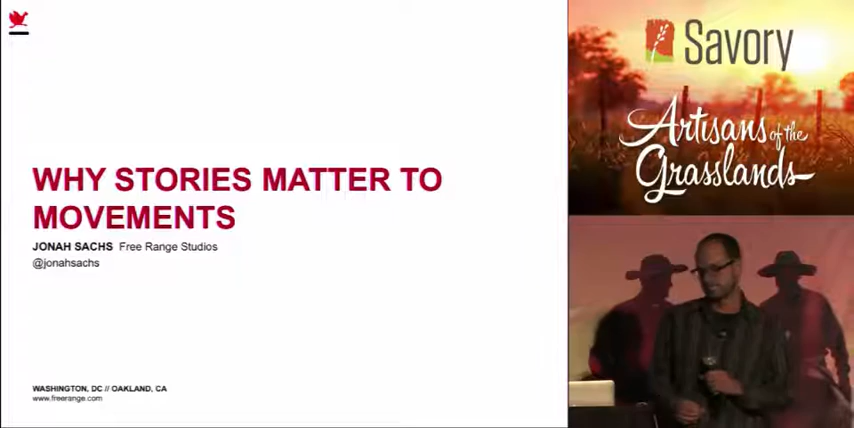 WHY STORIES MATTER TO
MOVEMENTS
JONAH SACHS Free Range Studios
@jonahsachs
WASHINGTON, DC // OAKLAND, CA
www.freerange.com
Savory
Artisans of the
Grasslands